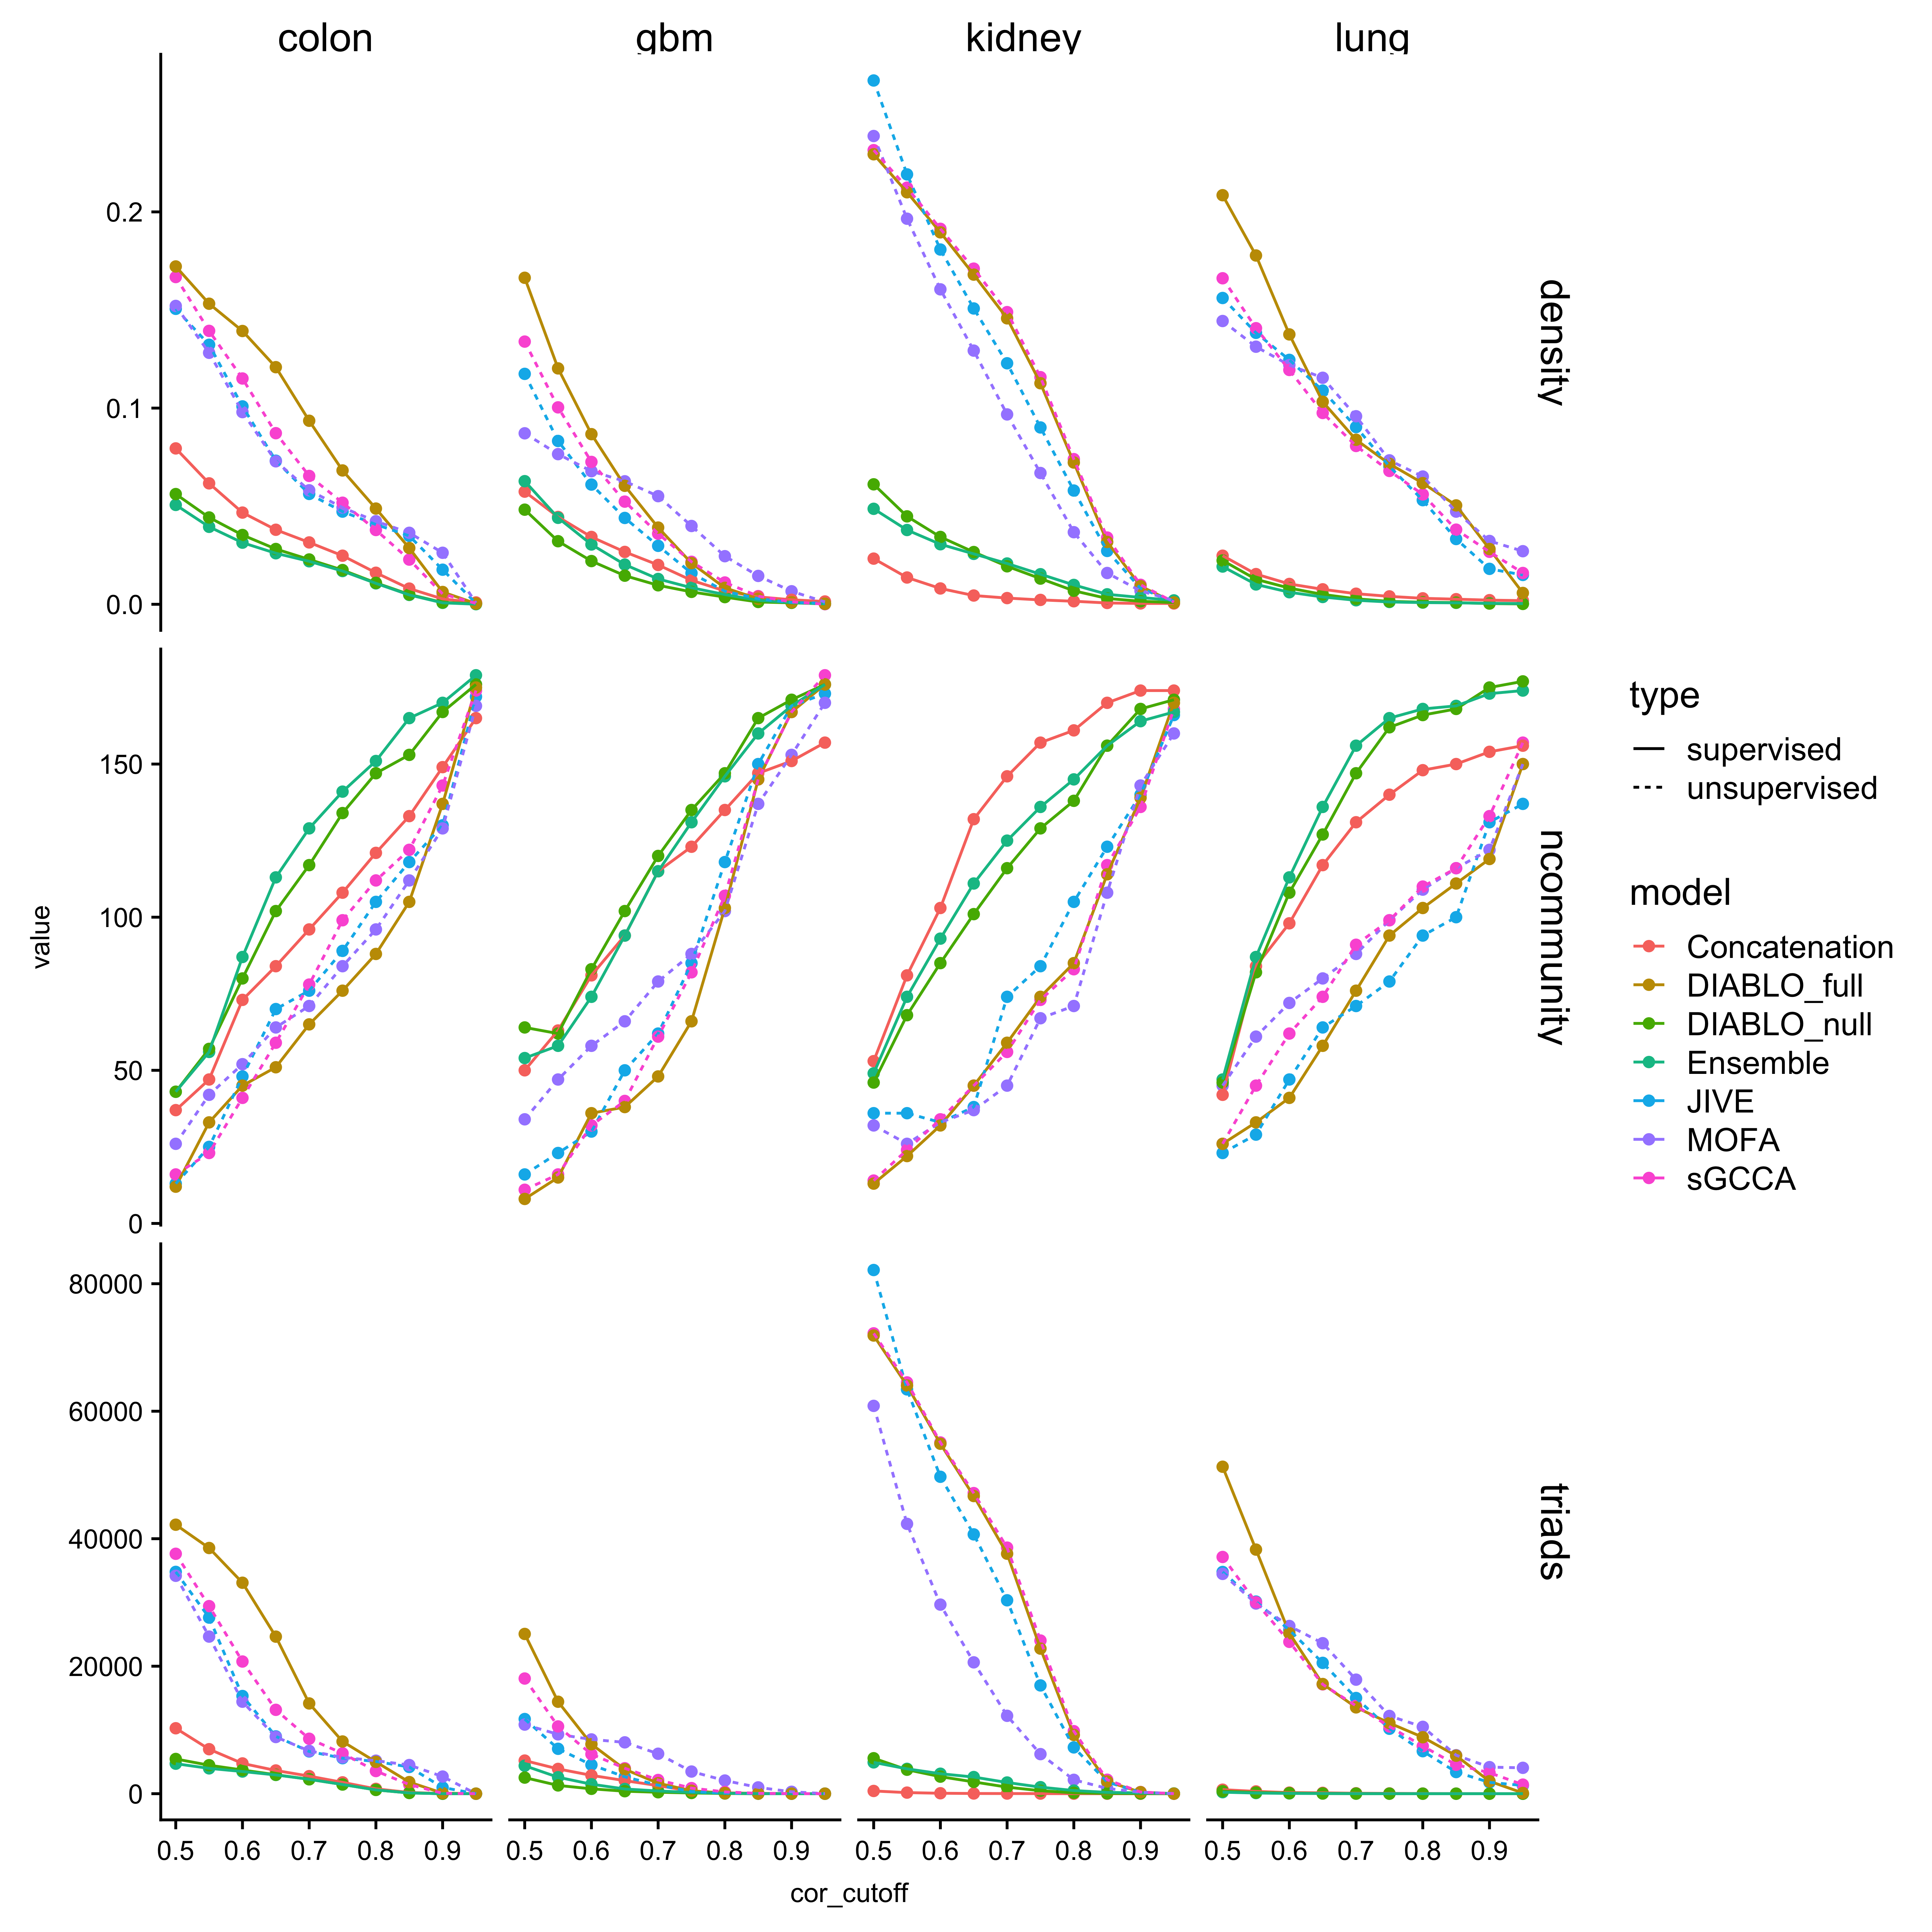 colon gbm kidney lung
0.2
0.1
0.0
density
150
100
50
0
ncommunity
80000
60000
40000
20000
0
triads
0.5 0.6 0.7 0.8 0.9 0.5 0.6 0.7 0.8 0.9 0.5 0.6 0.7 0.8 0.9 0.5 0.6 0.7 0.8 0.9
cor_cutoff
value
type
supervised
unsupervised
model
Concatenation
DIABLO_full
DIABLO_null
Ensemble
JIVE
MOFA
sGCCA